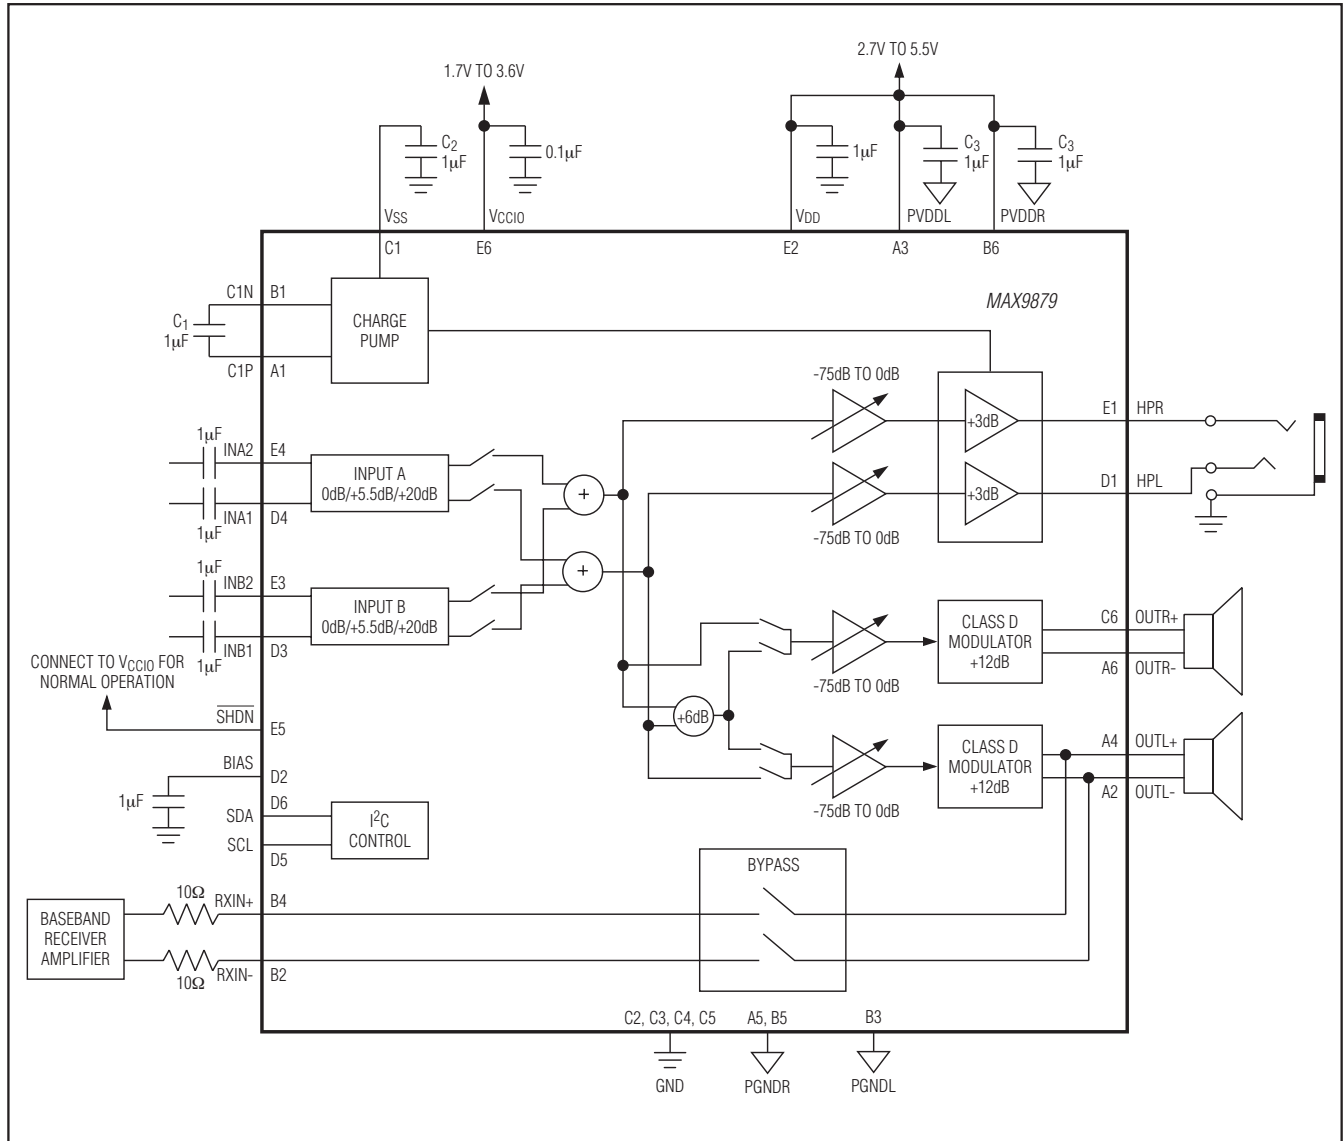 2.7V TO 5.5V
1.7V TO 3.6V
C2
1µF
0.1µF
1µF
C3
1µF
C3
1µF
VSS
VCCIO
VDD
PVDDL
PVDDR
C1
E6
E2
A3
B6
MAX9879
C1N
B1
C1
1µF
C1P
A1
CHARGE
PUMP
-75dB TO 0dB
+3dB
E1
HPR
1µF
INA2
E4
INPUT A
0dB/+5.5dB/+20dB
+
INA1
D4
1µF
+3dB
D1
HPL
-75dB TO 0dB
1µF
INB2
E3
INPUT B
0dB/+5.5dB/+20dB
+
INB1
D3
1µF
CLASS D
MODULATOR
+12dB
C6
OUTR+
A6
OUTR-
-75dB TO 0dB
CONNECT TO VCCIO FOR
NORMAL OPERATION
SHDN
E5
+6dB
CLASS D
MODULATOR
+12dB
A4
OUTL+
A2
OUTL-
-75dB TO 0dB
BIAS
D2
1µF
D6
SDA
SCL
D5
I2C
CONTROL
BYPASS
BASEBAND
RECEIVER
AMPLIFIER
10Ω
RXIN+
B4
10Ω
RXIN-
B2
C2, C3, C4, C5
A5, B5
B3
GND
PGNDR
PGNDL